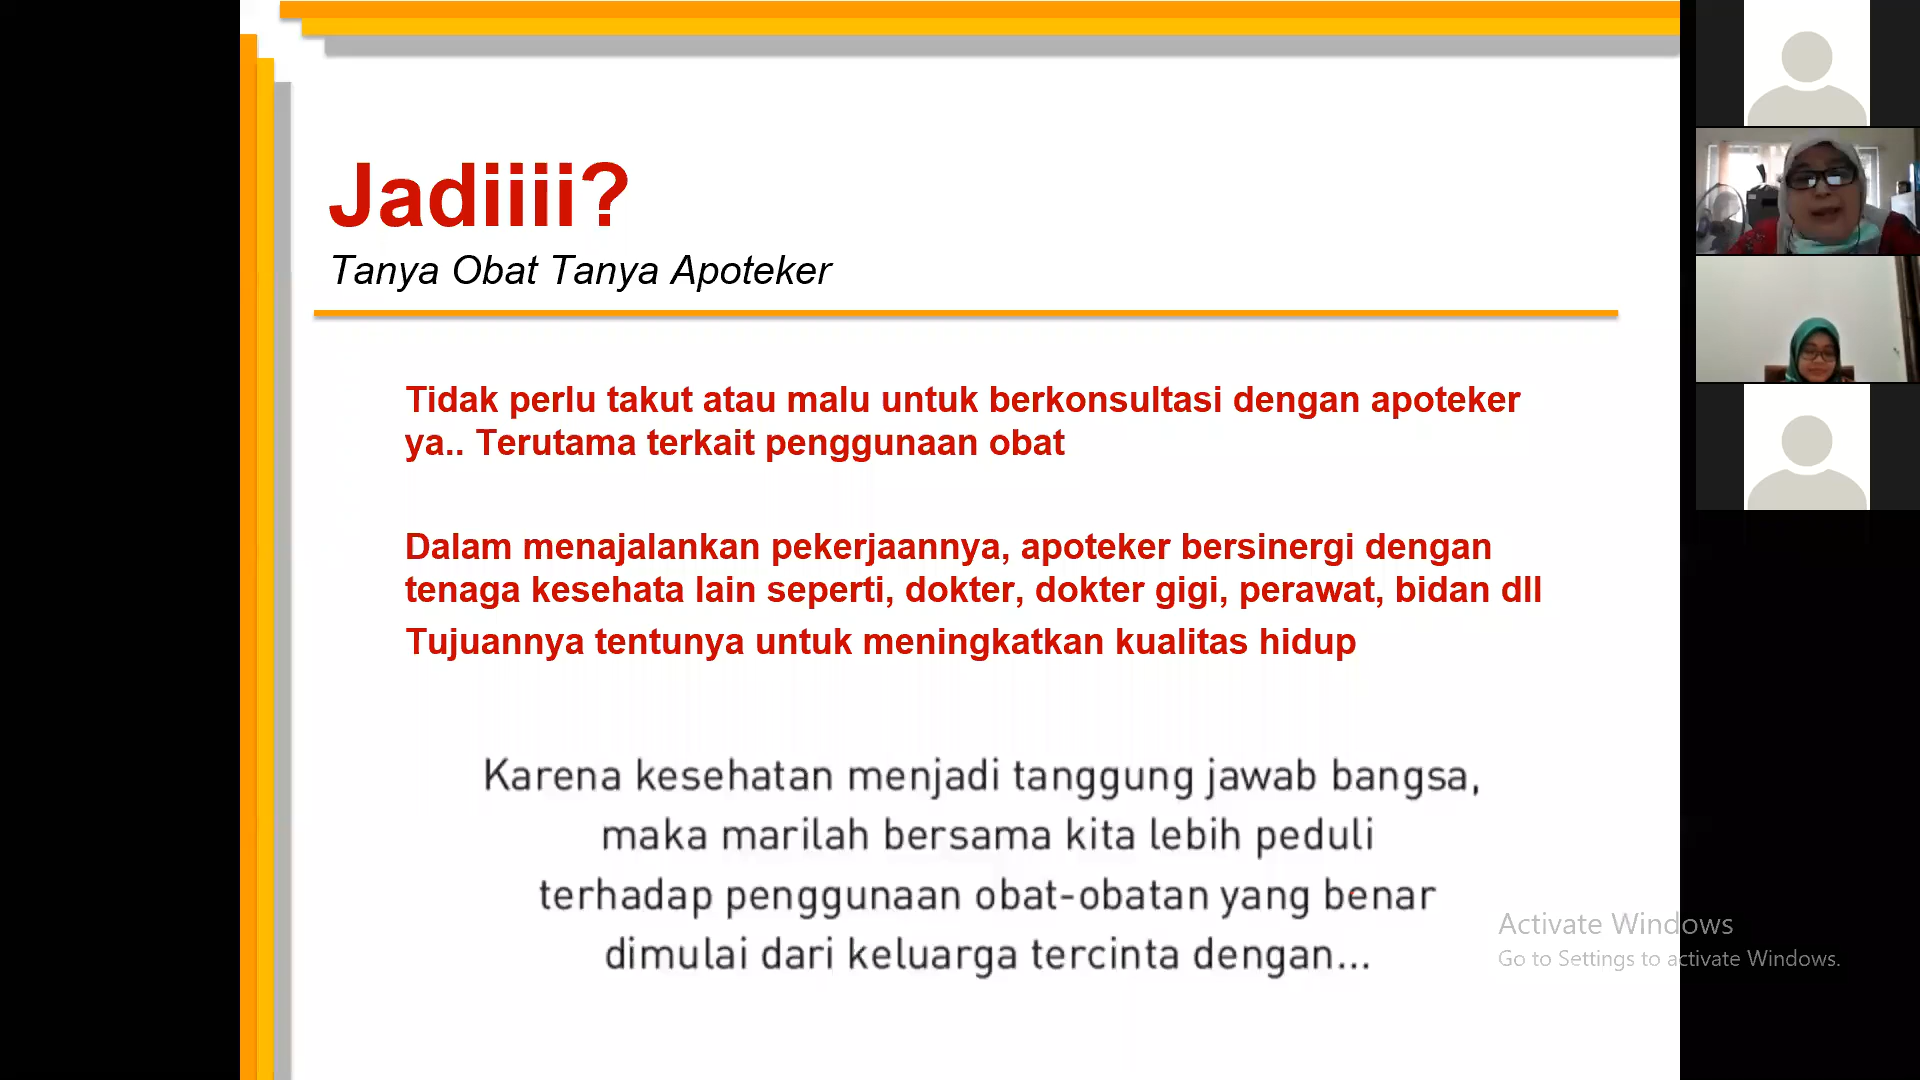 Jadiiii?
Tanya Obat Tanya Apoteker
Tidak perlu takut atau malu untuk berkonsultasi dengan apoteker
ya.. Terutama terkait penggunaan obat
Dalam menajalankan pekerjaannya, apoteker bersinergi dengan
tenaga kesehata lain seperti, dokter, dokter gigi, perawat, bidan dll
Tujuannya tentunya untuk meningkatkan kualitas hidup
Karena kesehatan menjadi tanggung jawab bangsa,
maka marilah bersama kita lebih peduli
terhadap penggunaan obat-obatan yang benar
dimulai dari keluarga tercinta dengan...
Activate Windows
Go to Settings to activate Windows.